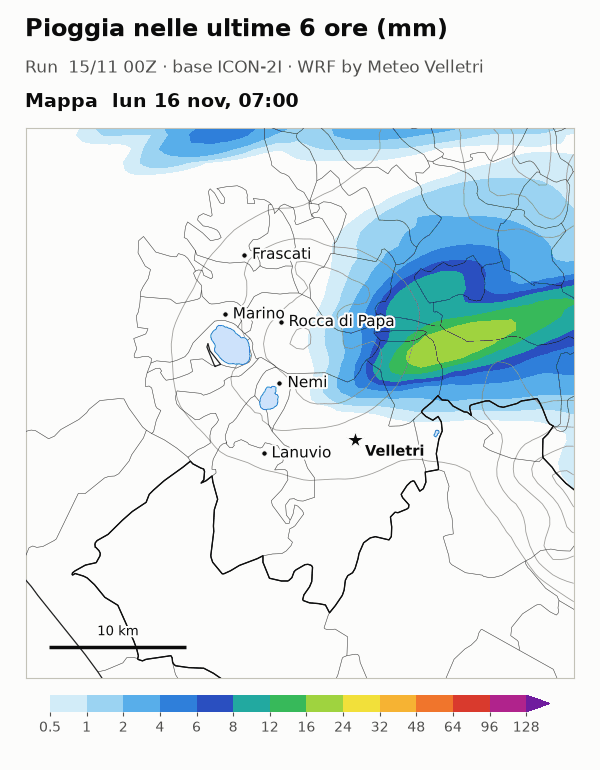 Pioggia nelle ultime 6 ore (mm)
Run  15/11 00Z · base ICON-2I · WRF by Meteo Velletri
Mappa  lun 16 nov, 07:00
Frascati
Marino
Rocca di Papa
Nemi
Velletri
Lanuvio
10 km
0.5 1 2 4 6 8 12 16 24 32 48 64 96 128